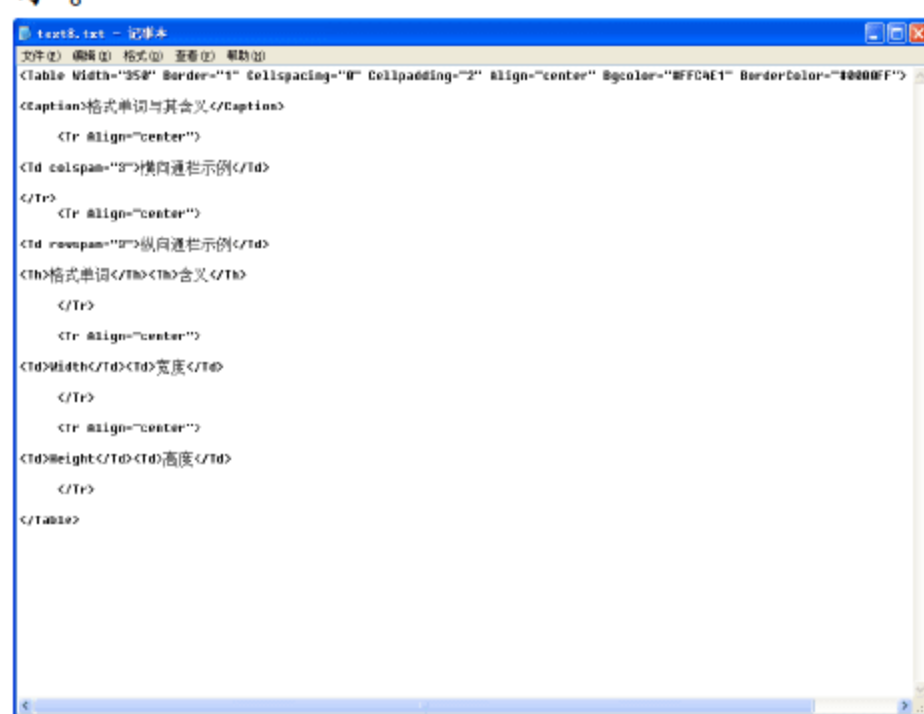 text8.txt - 记事本
文件(F) 编辑(E) 格式(O) 查看(V) 帮助(H)
<Table Width="350" Border="1" Cellspacing="0" Cellpadding="2" Align="center" Bgcolor="#FFC4E1" BorderColor="#0000FF">
<Caption>格式单词与其含义</Caption>
<Tr Align="center">
<Td colspan="3">横向通栏示例</Td>
</Tr>
<Tr Align="center">
<Td rowspan="3">纵向通栏示例</Td>
<Th>格式单词</Th><Th>含义</Th>
</Tr>
<Tr Align="center">
<Td>Width</Td><Td>宽度</Td>
</Tr>
<Tr Align="center">
<Td>Height</Td><Td>高度</Td>
</Tr>
</Table>